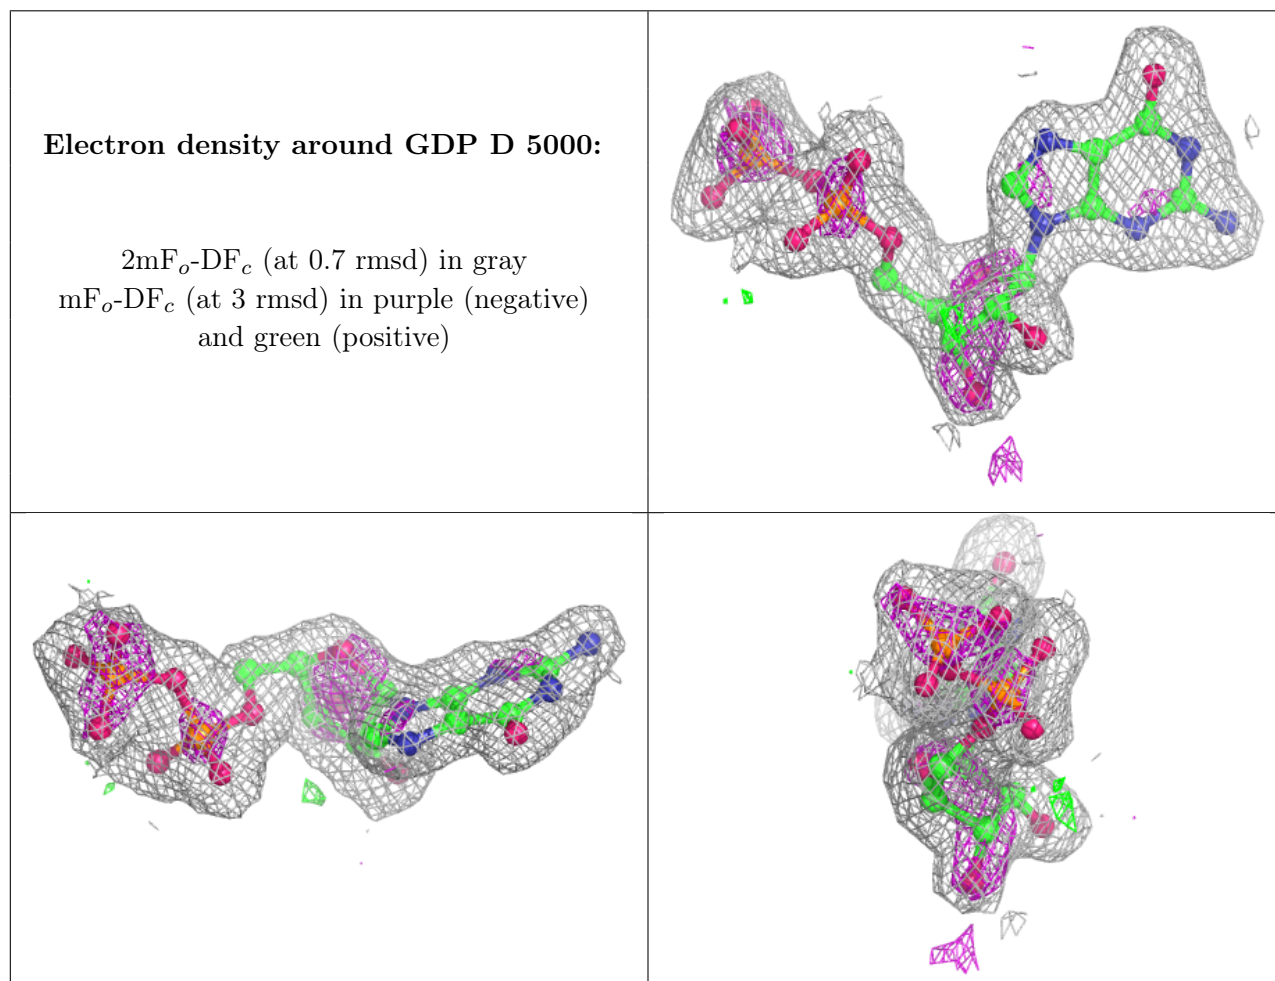 Electron density around GDP D 5000:
2mFo-DFc (at 0.7 rmsd) in gray
mFo-DFc (at 3 rmsd) in purple (negative)
and green (positive)